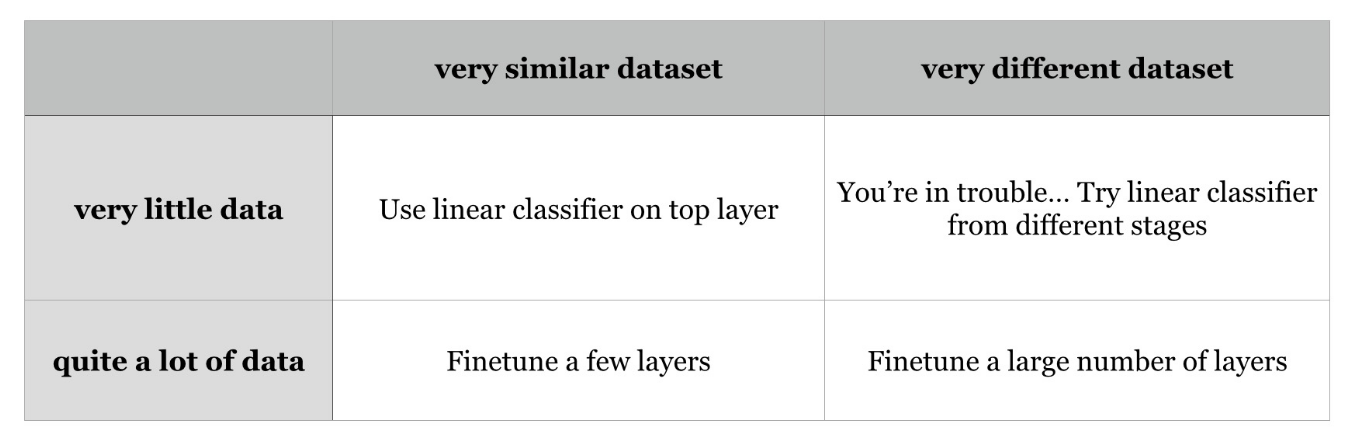 very similar dataset
very different dataset
very little data
Use linear classifier on top layer
You’re in trouble… Try linear classifier
from different stages
quite a lot of data
Finetune a few layers
Finetune a large number of layers